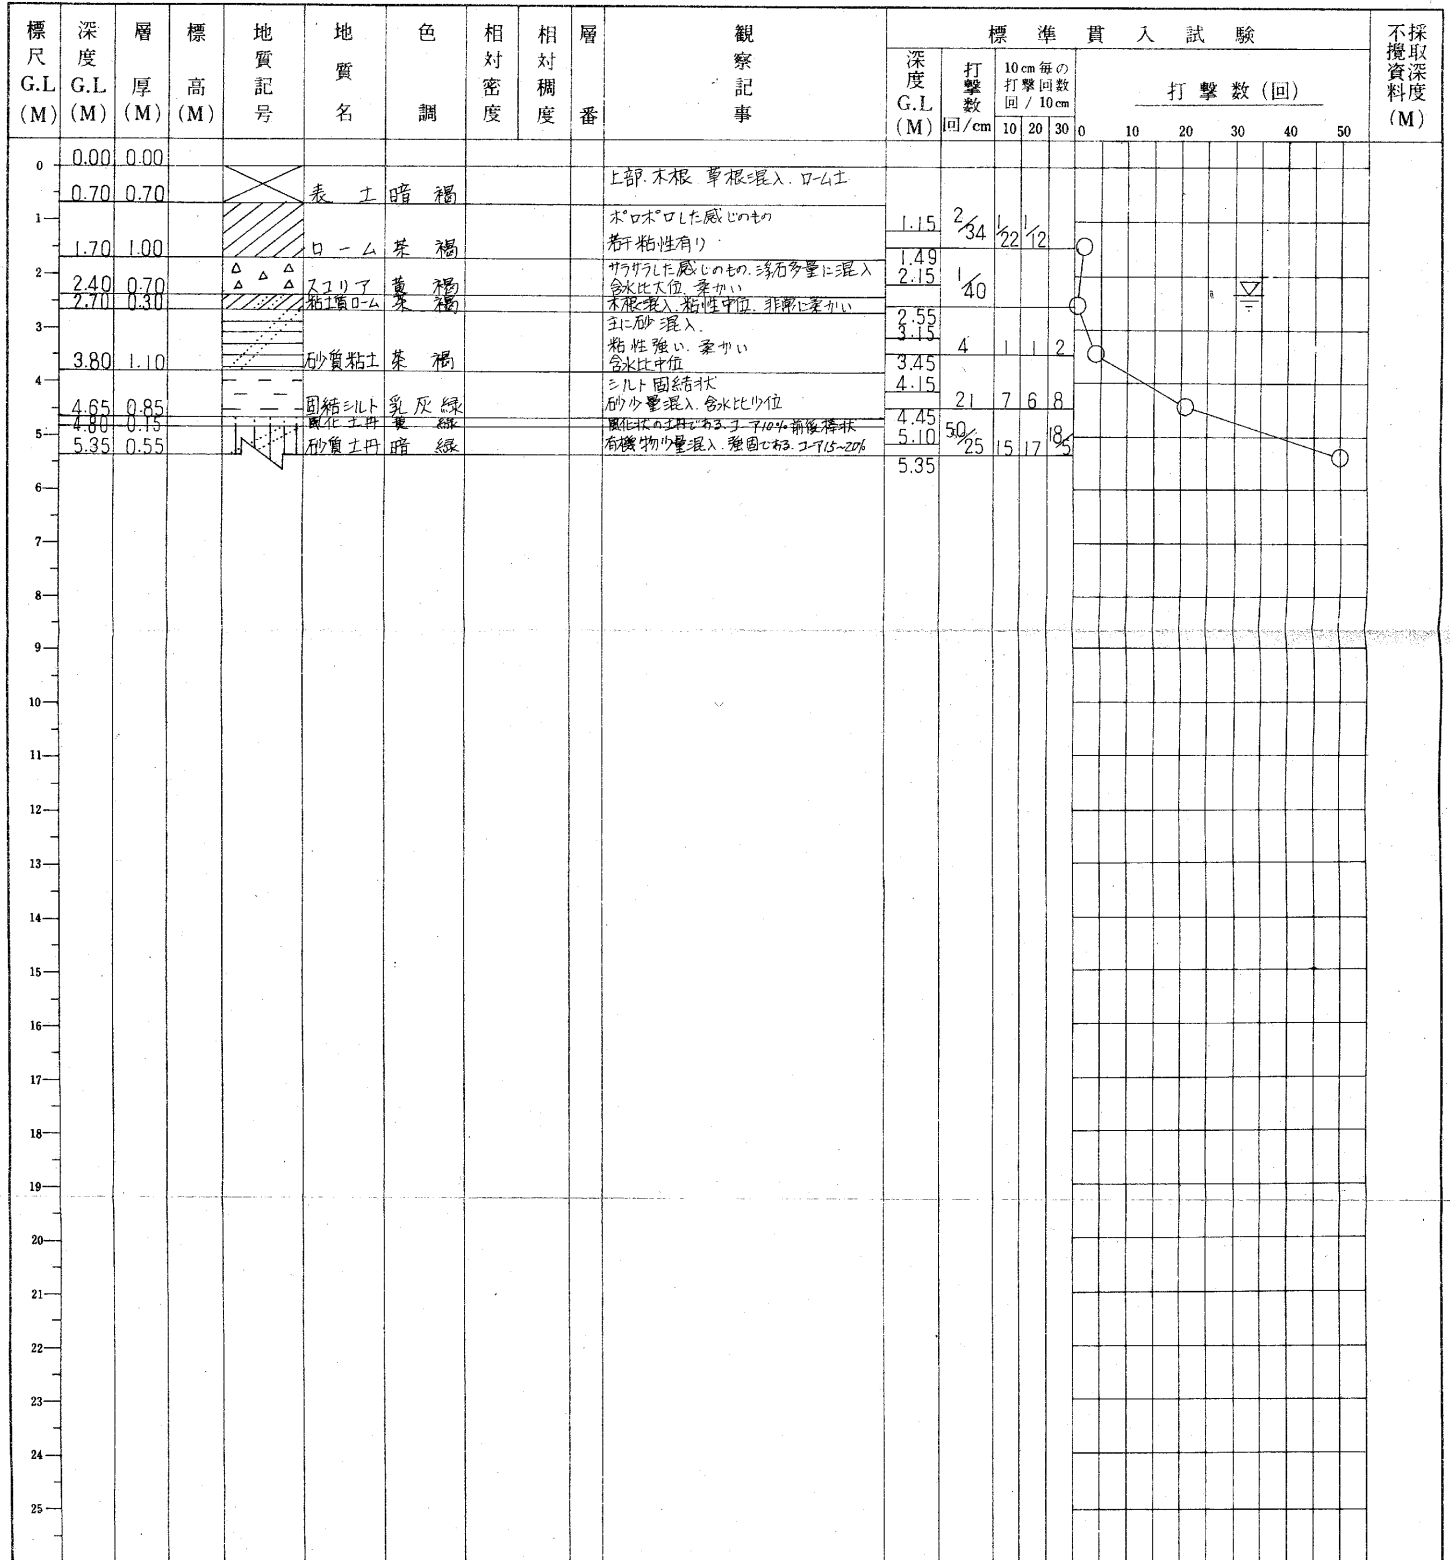 標尺 G.L (M) 深度 G.L (M) 層厚 (M) 標高 (M) 地質記号 地質名 色調 相対密度 相対稠度 層番 観察記事 標準貫入試験 不攪資料採取深度 (M)
深度 G.L (M) 打撃数 回/cm 10cm毎の打撃回数 回/10cm 打撃数(回)
10 20 30 0 10 20 30 40 50
0.00 0.00
0
0.70 0.70 表土 暗褐 上部.木根 草根混入.ローム土
1
1.70 1.00 ローム 茶褐 ポロポロした感じのもの
若干粘性有り
1.15 2/34 1/22 1/12
1.49
2
2.40 0.70 スコリア 黄褐 サラサラした感じのもの.浮石多量に混入
含水比大位.柔かい
2.15 1/40
2.55
2.70 0.30 粘土質ローム 茶褐 木根混入.粘性中位.非常に柔かい
3
3.80 1.10 砂質粘土 茶褐 主に砂混入.
粘性強い.柔かい
含水比中位
3.15 4 1 1 2
3.45
4
4.65 0.85 固結シルト 乳灰緑 シルト固結状
砂少量混入.含水比少位
4.15 21 7 6 8
4.45
4.80 0.15 風化土丹 黄緑 風化状の土丹である.コーア10%前後棒状
5
5.35 0.55 砂質土丹 暗緑 有機物少量混入.強固である.コーア15~20%
5.10 50/25 15 17 18/5
5.35
6
7
8
9
10
11
12
13
14
15
16
17
18
19
20
21
22
23
24
25